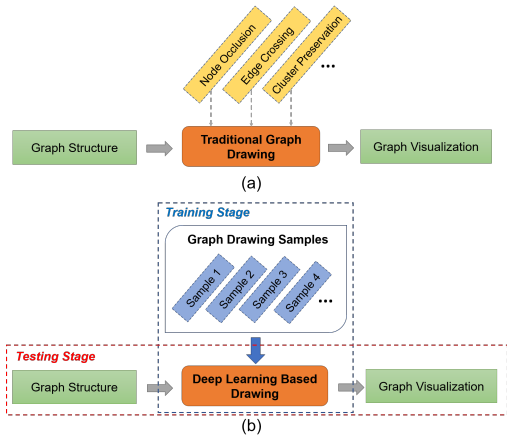 Node Occlusion
Edge Crossing
Cluster Preservation
...
Graph Structure
Traditional Graph
Drawing
Graph Visualization
(a)
Training Stage
Graph Drawing Samples
Sample 1
Sample 2
Sample 3
Sample 4
...
Testing Stage
Graph Structure
Deep Learning Based
Drawing
Graph Visualization
(b)